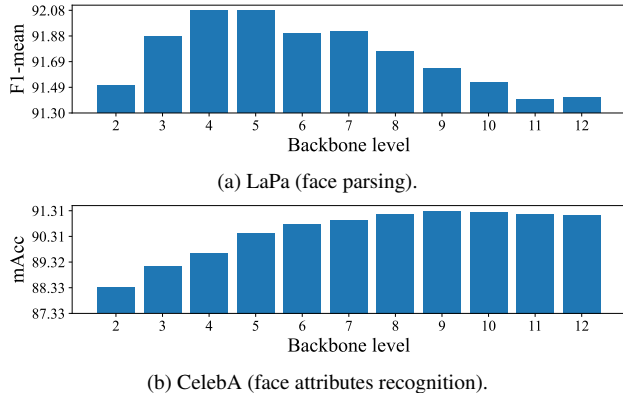 92.08
91.88
91.69
91.49
91.30
F1-mean
2 3 4 5 6 7 8 9 10 11 12
Backbone level
(a) LaPa (face parsing).
91.31
90.31
89.32
88.33
87.33
mAcc
2 3 4 5 6 7 8 9 10 11 12
Backbone level
(b) CelebA (face attributes recognition).